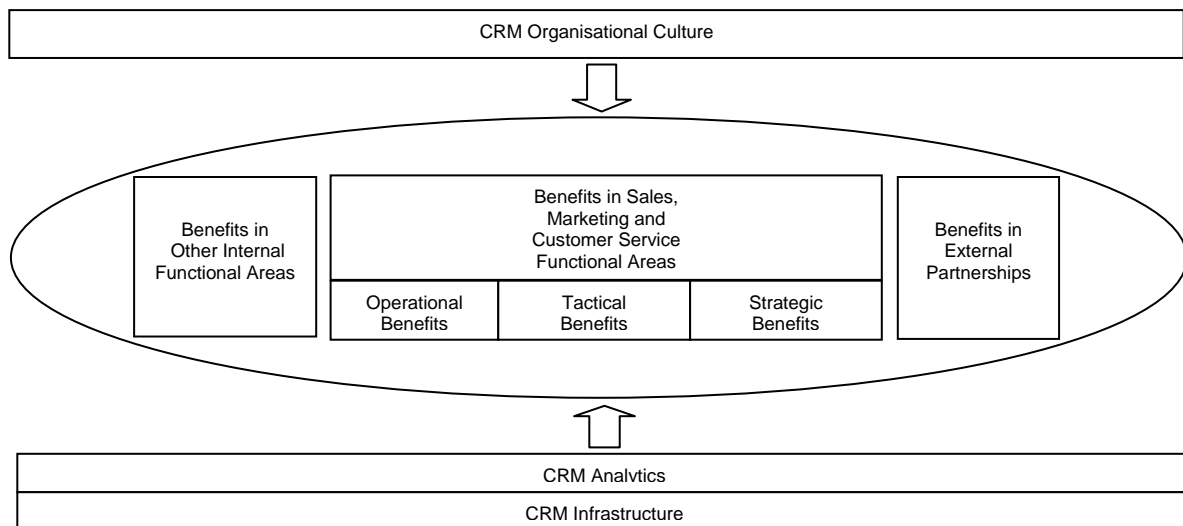 CRM Organisational Culture
Benefits in
Other Internal
Functional Areas
Benefits in Sales,
Marketing and
Customer Service
Functional Areas
Operational
Benefits
Tactical
Benefits
Strategic
Benefits
Benefits in
External
Partnerships
CRM Analytics
CRM Infrastructure